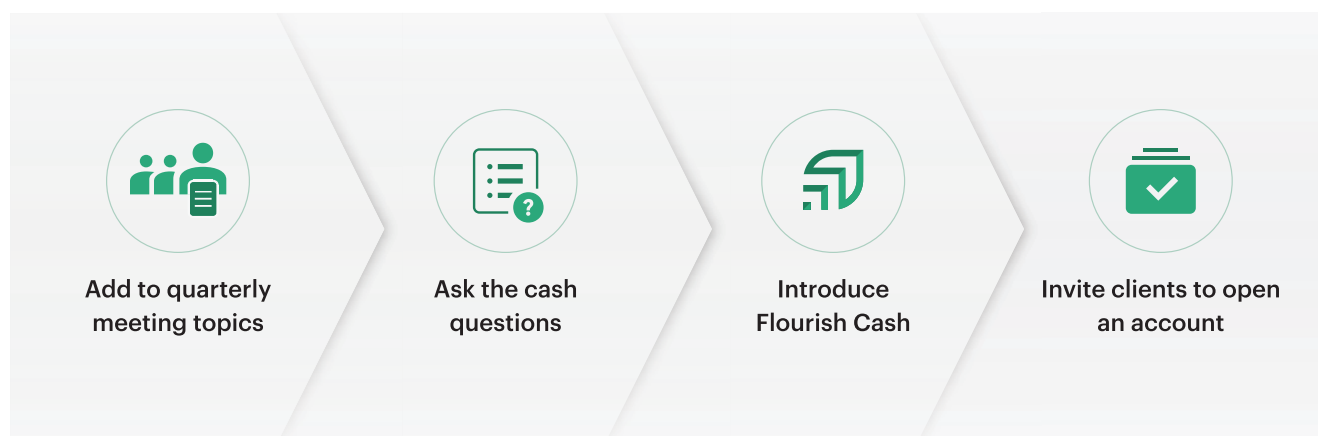 Add to quarterly
meeting topics
Ask the cash
questions
?
Introduce
Flourish Cash
Invite clients to open
an account